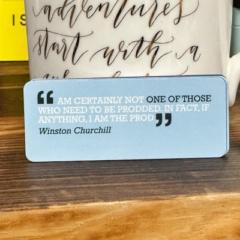 IS
adventures
start with a
“I AM CERTAINLY NOT ONE OF THOSE
WHO NEED TO BE PRODDED. IN FACT, IF
ANYTHING, I AM THE PROD”
Winston Churchill